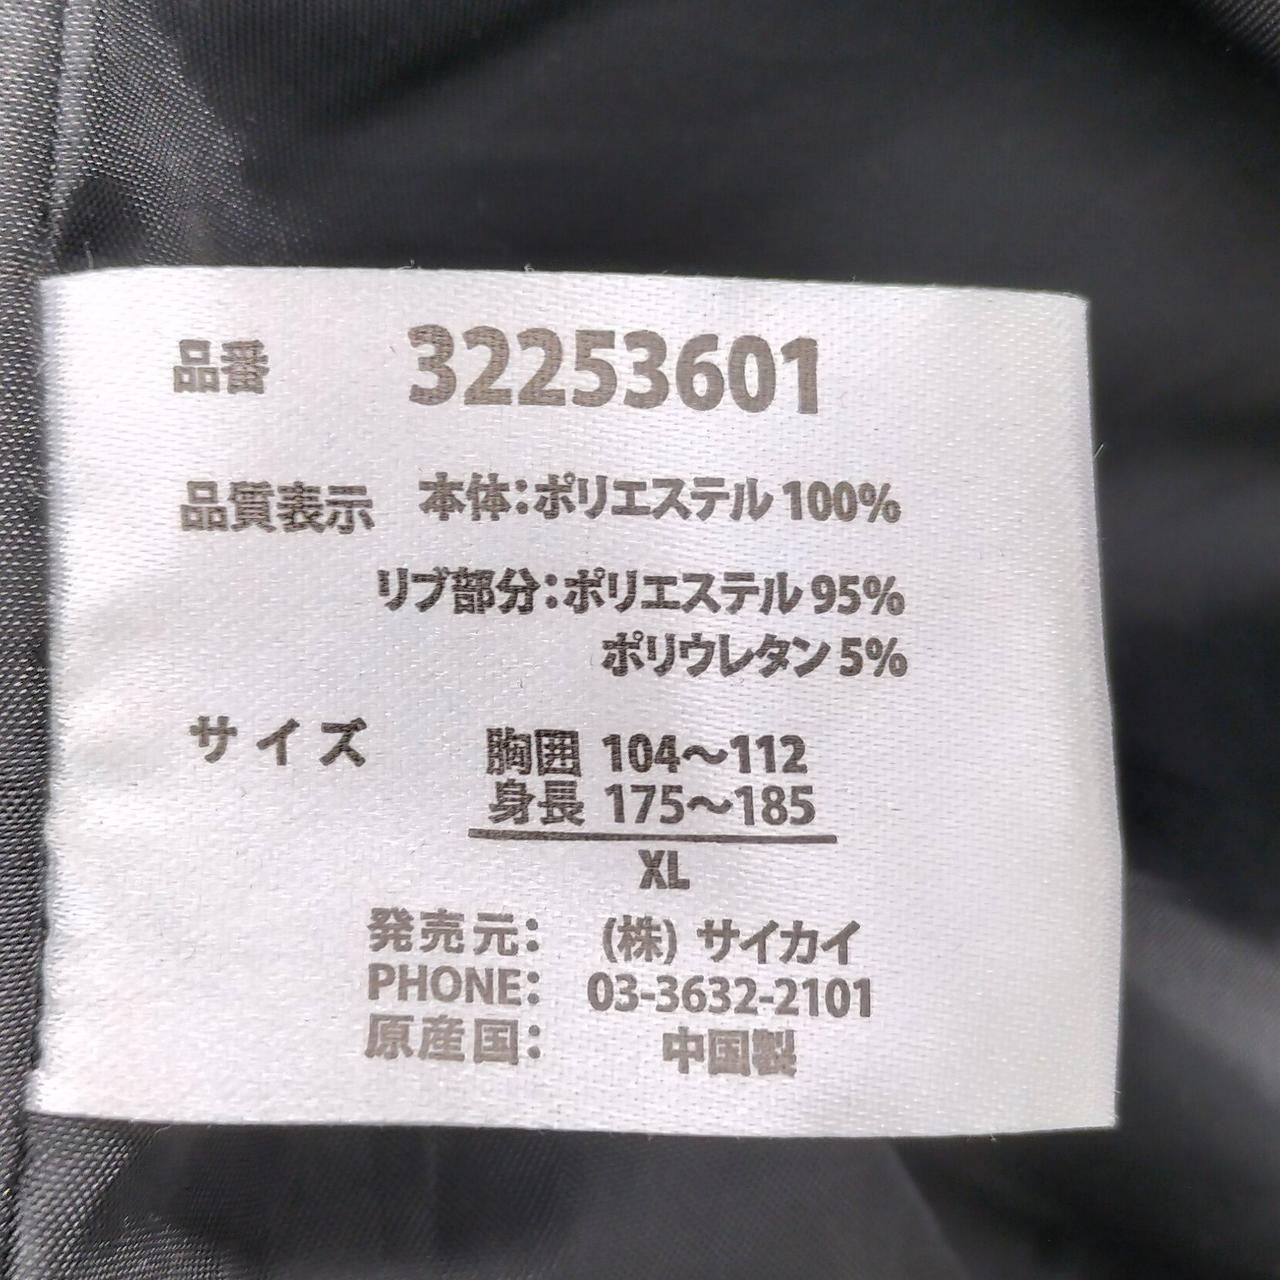 品番 32253601
品質表示 本体:ポリエステル 100%
リブ部分:ポリエステル 95%
ポリウレタン 5%
サイズ 胸囲 104〜112
身長 175〜185
XL
発売元: (株) サイカイ
PHONE: 03-3632-2101
原産国: 中国製